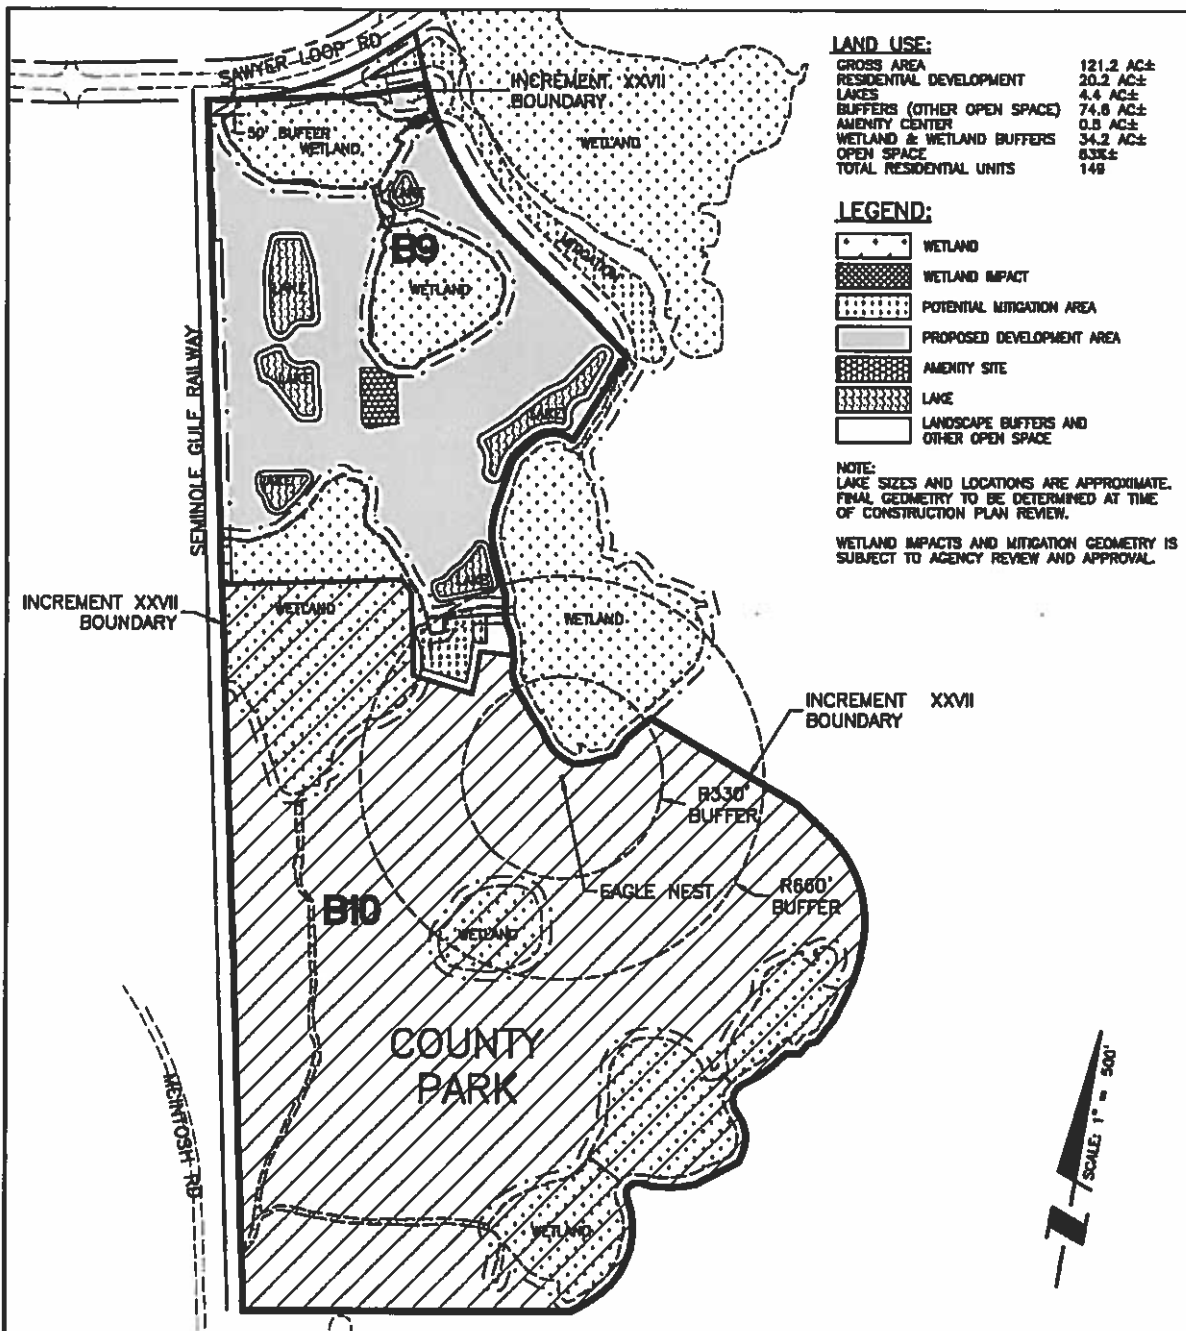 SAWYER LOOP RD
INCREMENT XXVII
BOUNDARY
50' BUFFER
WETLAND
WETLAND
LAKE
B9
WETLAND
MITIGATION
LAKE
LAKE
LAKE
LAKE
SEMINOLE GULF RAILWAY
LAKE
WETLAND
WETLAND
INCREMENT XXVII
BOUNDARY
INCREMENT XXVII
BOUNDARY
R330'
BUFFER
EAGLE NEST
R660'
BUFFER
B10
WETLAND
COUNTY
PARK
MCINTOSH RD
WETLAND
LAND USE:
GROSS AREA 121.2 AC±
RESIDENTIAL DEVELOPMENT 20.2 AC±
LAKES 4.4 AC±
BUFFERS (OTHER OPEN SPACE) 74.6 AC±
AMENITY CENTER AC±
WETLAND & WETLAND BUFFERS 34.2 AC±
OPEN SPACE
TOTAL RESIDENTIAL UNITS 149
LEGEND:
WETLAND
WETLAND IMPACT
POTENTIAL MITIGATION AREA
PROPOSED DEVELOPMENT AREA
AMENITY SITE
LAKE
LANDSCAPE BUFFERS AND
OTHER OPEN SPACE
NOTE:
LAKE SIZES AND LOCATIONS ARE APPROXIMATE.
FINAL GEOMETRY TO BE DETERMINED AT TIME
OF CONSTRUCTION PLAN REVIEW.
WETLAND IMPACTS AND MITIGATION GEOMETRY IS
SUBJECT TO AGENCY REVIEW AND APPROVAL.
SCALE: 1" = 500'
N